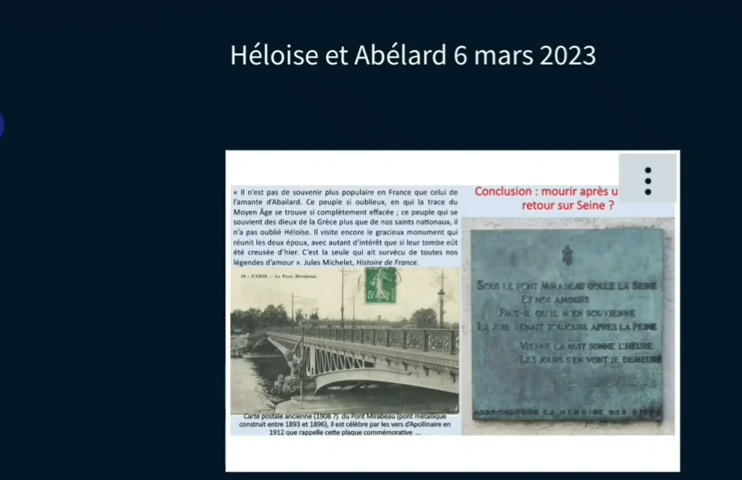 Héloise et Abélard 6 mars 2023
« Il n'est pas de souvenir plus populaire en France que celui de
l'amante d'Abailard. Ce peuple si oublieux, en qui la trace du
Moyen Âge se trouve si complètement effacée ; ce peuple qui se
souvient des dieux de la Grèce plus que de nos saints nationaux, il
n'a pas oublié Héloïse. Il visite encore le gracieux monument qui
réunit les deux époux, avec autant d'intérêt que si leur tombe eût
été creusée d'hier. C'est la seule qui ait survécu de toutes nos
légendes d'amour ». Jules Michelet, Histoire de France.
PARIS — Le Pont Mirabeau
Carte postale ancienne (1908 ?) du Pont Mirabeau (pont métallique
construit entre 1893 et 1896), il est célèbre par les vers d'Apollinaire en
1912 que rappelle cette plaque commémorative ...
Conclusion : mourir après u
retour sur Seine ?
SOUS LE PONT MIRABEAU COULE LA SEINE
ET NOS AMOURS
FAUT-IL QU'IL M'EN SOUVIENNE
LA JOIE VENAIT TOUJOURS APRES LA PEINE
VIENNE LA NUIT SONNE L'HEURE
LES JOURS S'EN VONT JE DEMEURE
LA MEMOIRE DES